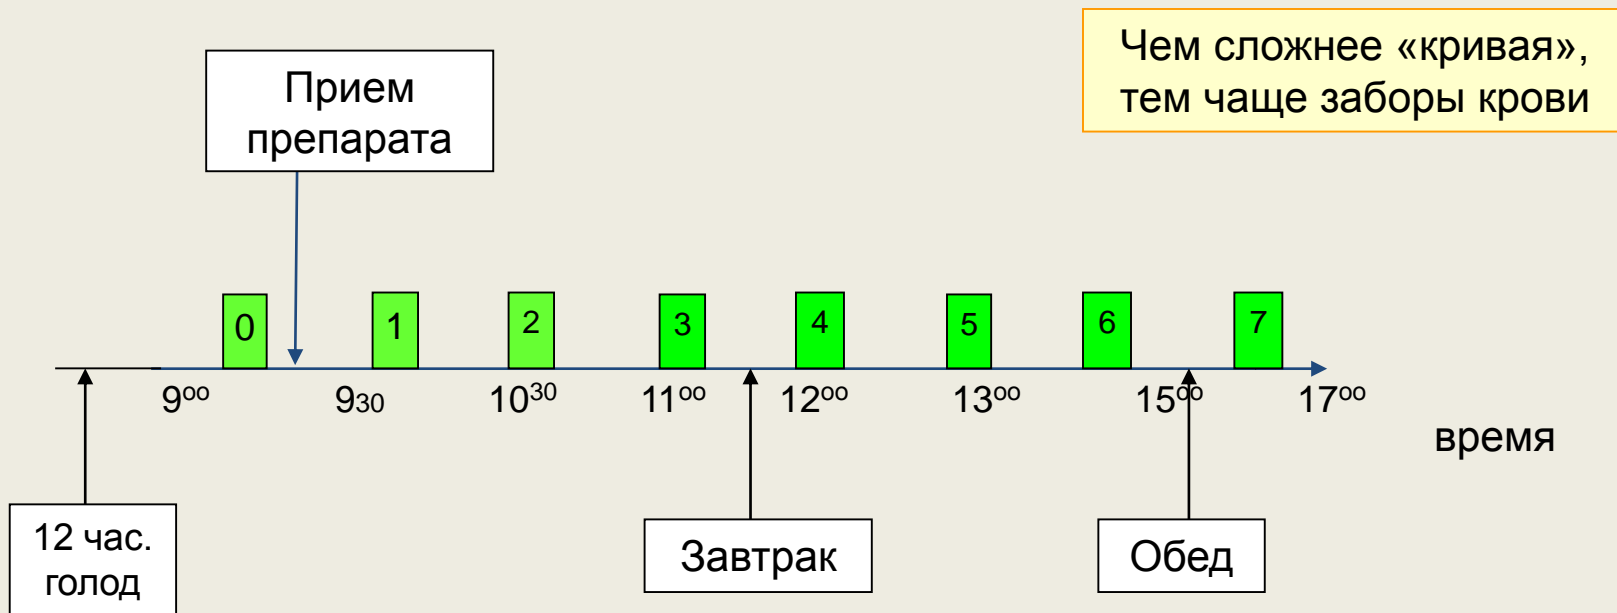 Чем сложнее «кривая»,
тем чаще заборы крови
Прием
препарата
0 1 2 3 4 5 6 7
9⁰⁰ 930 10³⁰ 11⁰⁰ 12⁰⁰ 13⁰⁰ 15⁰⁰ 17⁰⁰
время
12 час.
голод
Завтрак
Обед